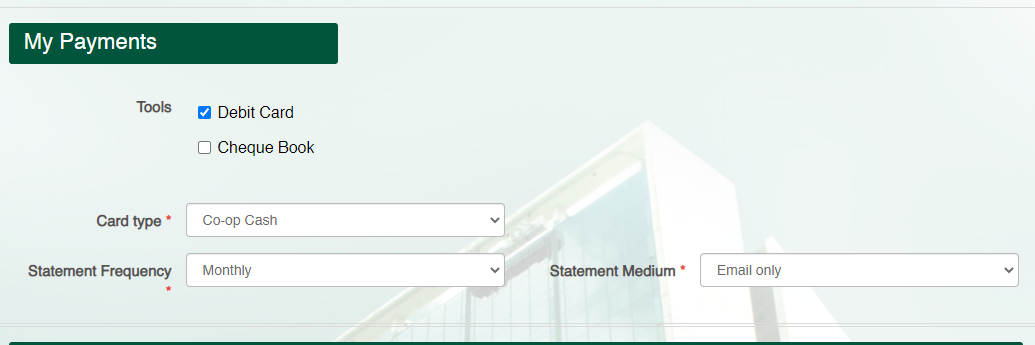 My Payments
Tools
Debit Card
Cheque Book
Card type *
Co-op Cash
Statement Frequency
*
Monthly
Statement Medium *
Email only